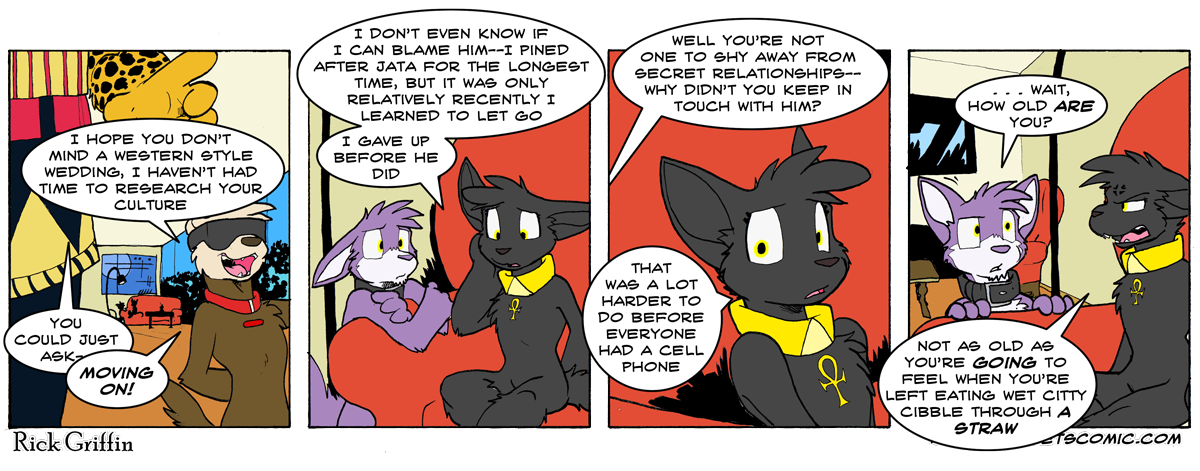 I HOPE YOU DON'T
MIND A WESTERN STYLE
WEDDING, I HAVEN'T HAD
TIME TO RESEARCH YOUR
CULTURE
YOU
COULD JUST
ASK-
MOVING
ON!
I DON'T EVEN KNOW IF
I CAN BLAME HIM--I PINED
AFTER JATA FOR THE LONGEST
TIME, BUT IT WAS ONLY
RELATIVELY RECENTLY I
LEARNED TO LET GO
I GAVE UP
BEFORE HE
DID
WELL YOU'RE NOT
ONE TO SHY AWAY FROM
SECRET RELATIONSHIPS--
WHY DIDN'T YOU KEEP IN
TOUCH WITH HIM?
THAT
WAS A LOT
HARDER TO
DO BEFORE
EVERYONE
HAD A CELL
PHONE
. . . . WAIT,
HOW OLD ARE
YOU?
NOT AS OLD AS
YOU'RE GOING TO
FEEL WHEN YOU'RE
LEFT EATING WET CITTY
CIBBLE THROUGH A
STRAW
Rick Griffin
ETSCOMIC.COM